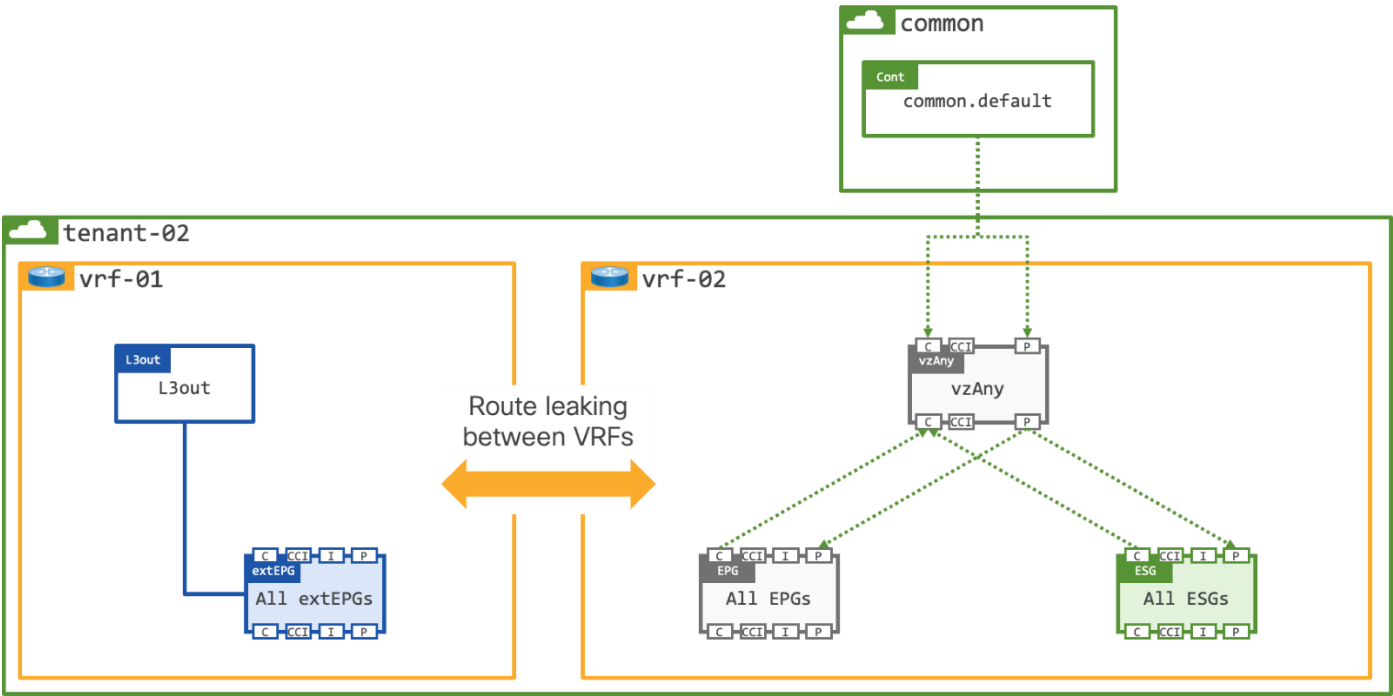 common
Cont
common.default
tenant-02
vrf-01
vrf-02
L3out
L3out
C CCI P
vzAny
vzAny
C CCI P
Route leaking
between VRFs
C CCI I P
extEPG
All extEPGs
C CCI I P
C CCI I P
EPG
All EPGs
C CCI I P
C CCI I P
ESG
All ESGs
C CCI I P